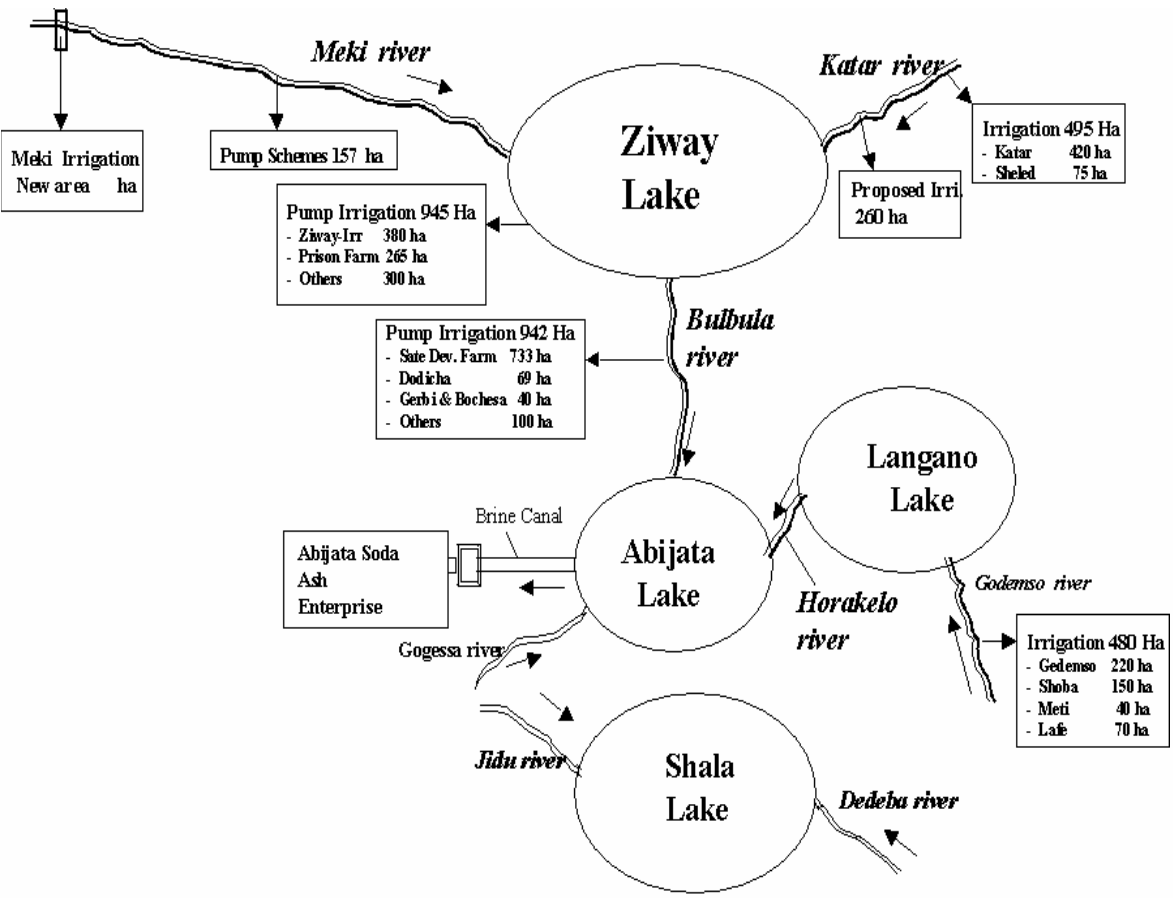 Meki river
Katar river
Ziway
Lake
Irrigation 495 Ha
- Katar 420 ha
- Sheled 75 ha
Meki Irrigation
New area ha
Pump Schemes 157 ha
Proposed Irri.
260 ha
Pump Irrigation 945 Ha
- Ziway-Irr 380 ha
- Prison Farm 265 ha
- Others 300 ha
Bulbula
river
Pump Irrigation 942 Ha
- Sate Dev. Farm 733 ha
- Dodicha 69 ha
- Gerbi & Bochesa 40 ha
- Others 100 ha
Langano
Lake
Brine Canal
Abijata Soda
Ash
Enterprise
Abijata
Lake
Horakelo
river
Godemso river
Gogessa river
Irrigation 480 Ha
- Gedemso 220 ha
- Shoba 150 ha
- Meti 40 ha
- Lafe 70 ha
Jidu river
Shala
Lake
Dedeba river